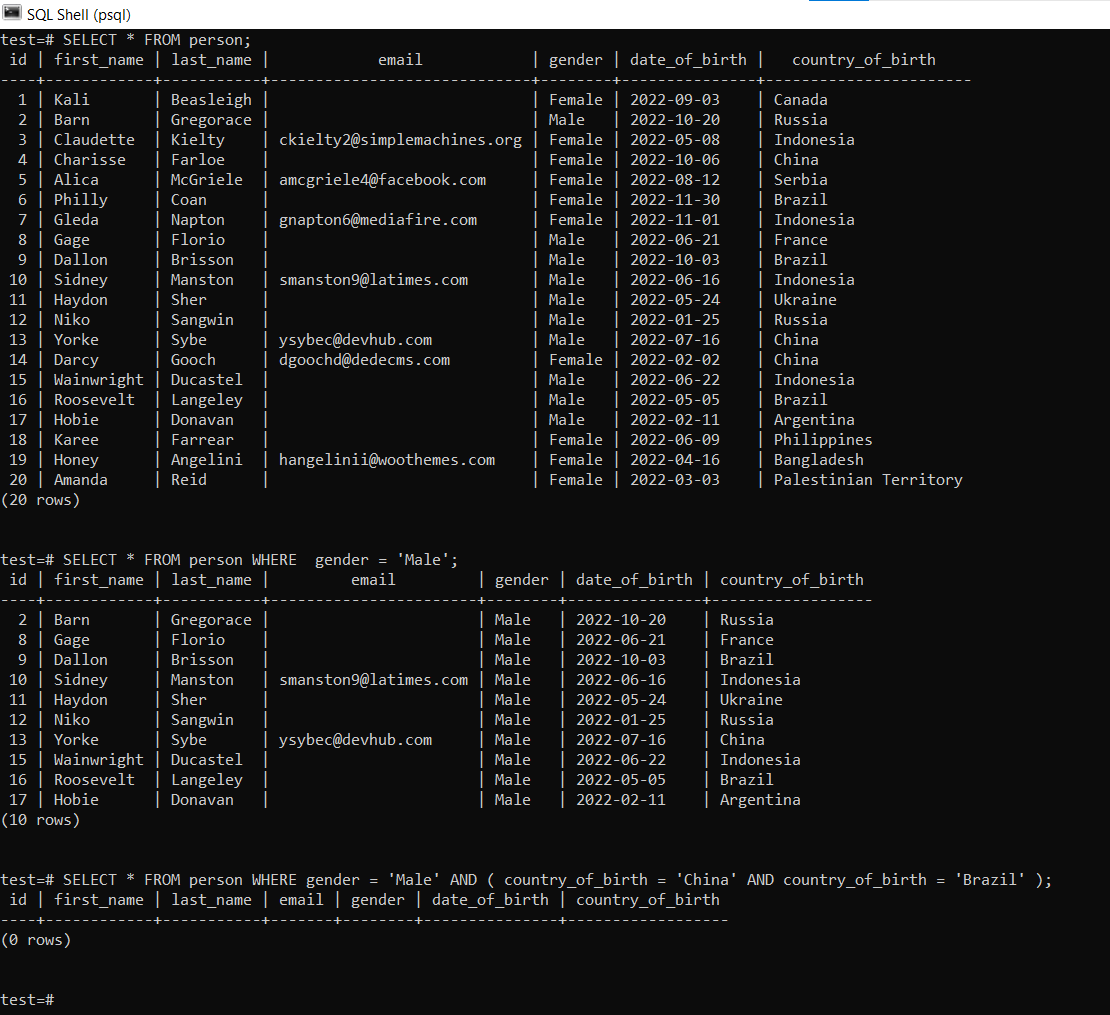 SQL Shell (psql)
test=# SELECT * FROM person;
 id | first_name | last_name |            email            | gender | date_of_birth |   country_of_birth
----+------------+-----------+-----------------------------+--------+---------------+-----------------------
  1 | Kali       | Beasleigh |                             | Female | 2022-09-03    | Canada
  2 | Barn       | Gregorace |                             | Male   | 2022-10-20    | Russia
  3 | Claudette  | Kielty    | ckielty2@simplemachines.org | Female | 2022-05-08    | Indonesia
  4 | Charisse   | Farloe    |                             | Female | 2022-10-06    | China
  5 | Alica      | McGriele  | amcgriele4@facebook.com     | Female | 2022-08-12    | Serbia
  6 | Philly     | Coan      |                             | Female | 2022-11-30    | Brazil
  7 | Gleda      | Napton    | gnapton6@mediafire.com      | Female | 2022-11-01    | Indonesia
  8 | Gage       | Florio    |                             | Male   | 2022-06-21    | France
  9 | Dallon     | Brisson   |                             | Male   | 2022-10-03    | Brazil
 10 | Sidney     | Manston   | smanston9@latimes.com       | Male   | 2022-06-16    | Indonesia
 11 | Haydon     | Sher      |                             | Male   | 2022-05-24    | Ukraine
 12 | Niko       | Sangwin   |                             | Male   | 2022-01-25    | Russia
 13 | Yorke      | Sybe      | ysybec@devhub.com           | Male   | 2022-07-16    | China
 14 | Darcy      | Gooch     | dgoochd@dedecms.com         | Female | 2022-02-02    | China
 15 | Wainwright | Ducastel  |                             | Male   | 2022-06-22    | Indonesia
 16 | Roosevelt  | Langeley  |                             | Male   | 2022-05-05    | Brazil
 17 | Hobie      | Donavan   |                             | Male   | 2022-02-11    | Argentina
 18 | Karee      | Farrear   |                             | Female | 2022-06-09    | Philippines
 19 | Honey      | Angelini  | hangelinii@woothemes.com    | Female | 2022-04-16    | Bangladesh
 20 | Amanda     | Reid      |                             | Female | 2022-03-03    | Palestinian Territory
(20 rows)
test=# SELECT * FROM person WHERE  gender = 'Male';
 id | first_name | last_name |         email         | gender | date_of_birth | country_of_birth
----+------------+-----------+-----------------------+--------+---------------+------------------
  2 | Barn       | Gregorace |                       | Male   | 2022-10-20    | Russia
  8 | Gage       | Florio    |                       | Male   | 2022-06-21    | France
  9 | Dallon     | Brisson   |                       | Male   | 2022-10-03    | Brazil
 10 | Sidney     | Manston   | smanston9@latimes.com | Male   | 2022-06-16    | Indonesia
 11 | Haydon     | Sher      |                       | Male   | 2022-05-24    | Ukraine
 12 | Niko       | Sangwin   |                       | Male   | 2022-01-25    | Russia
 13 | Yorke      | Sybe      | ysybec@devhub.com     | Male   | 2022-07-16    | China
 15 | Wainwright | Ducastel  |                       | Male   | 2022-06-22    | Indonesia
 16 | Roosevelt  | Langeley  |                       | Male   | 2022-05-05    | Brazil
 17 | Hobie      | Donavan   |                       | Male   | 2022-02-11    | Argentina
(10 rows)
test=# SELECT * FROM person WHERE gender = 'Male' AND ( country_of_birth = 'China' AND country_of_birth = 'Brazil' );
 id | first_name | last_name | email | gender | date_of_birth | country_of_birth
----+------------+-----------+-------+--------+---------------+------------------
(0 rows)
test=#